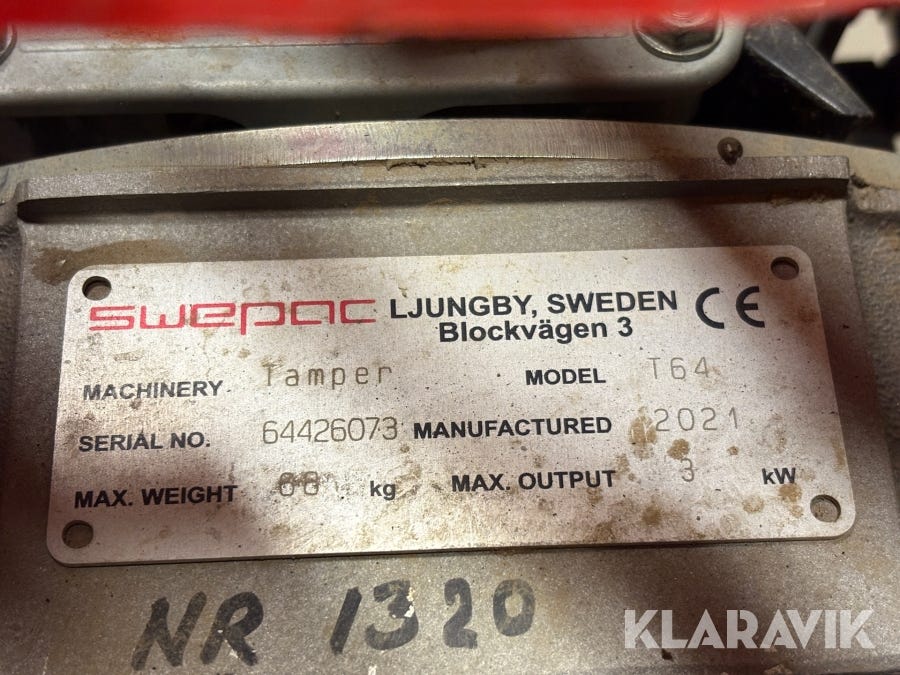 swepac LJUNGBY, SWEDEN CE
Blockvägen 3
MACHINERY Tamper MODEL T64
SERIAL NO. 64426073 MANUFACTURED 2021
MAX. WEIGHT kg MAX. OUTPUT 3 kW
NR 1320
KLARAVIK